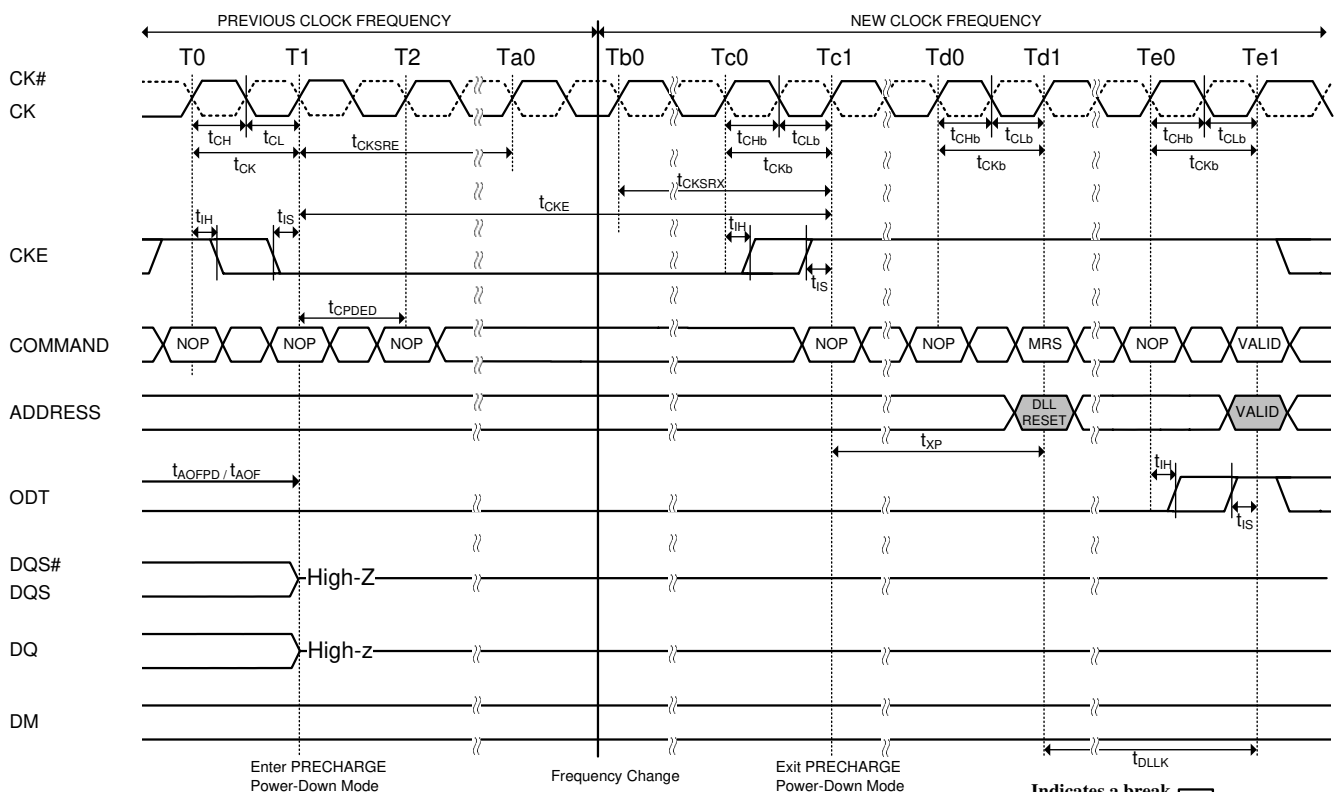 PREVIOUS CLOCK FREQUENCY NEW CLOCK FREQUENCY
T0 T1 T2 Ta0 Tb0 Tc0 Tc1 Td0 Td1 Te0 Te1
CK#
CK
tCH tCL tCHb tCLb tCHb tCLb tCHb tCLb
tCK tCKSRE tCKb tCKb tCKb
tCKSRX
tCKE
tIH tIS tIH
CKE
tIS
tCPDED
COMMAND NOP NOP NOP NOP NOP MRS NOP VALID
ADDRESS DLL RESET VALID
tXP
tAOFPD / tAOF tIH
ODT
tIS
DQS#
DQS High-Z
DQ High-z
DM
tDLLK
Enter PRECHARGE Power-Down Mode
Frequency Change
Exit PRECHARGE Power-Down Mode
Indicates a break